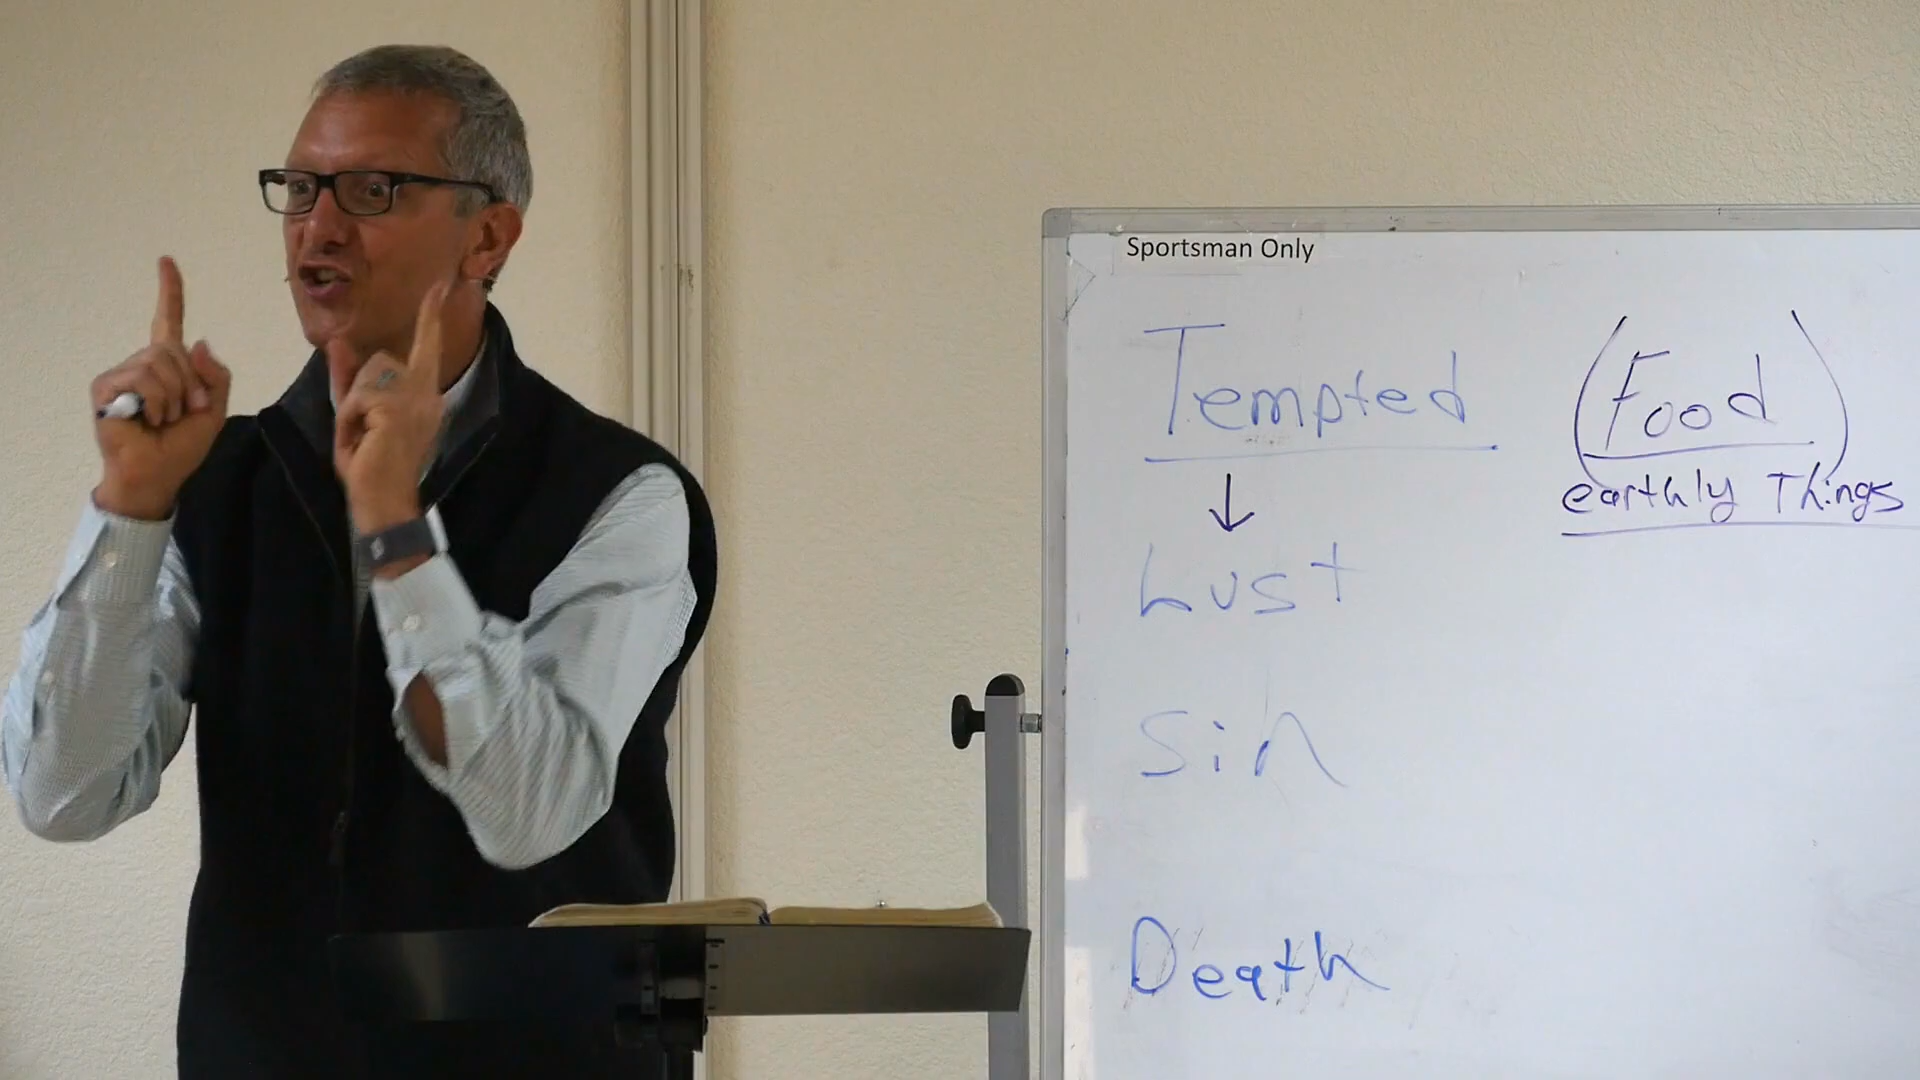 Sportsman Only
Tempted (Food)
earthly Things
↓
Lust
Sin
Death